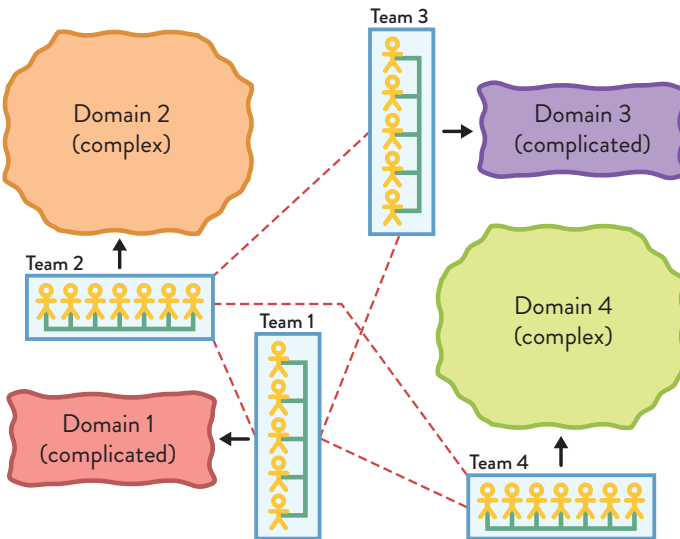 Team 3
Domain 2
(complex)
Domain 3
(complicated)
Team 2
Team 1
Domain 4
(complex)
Domain 1
(complicated)
Team 4